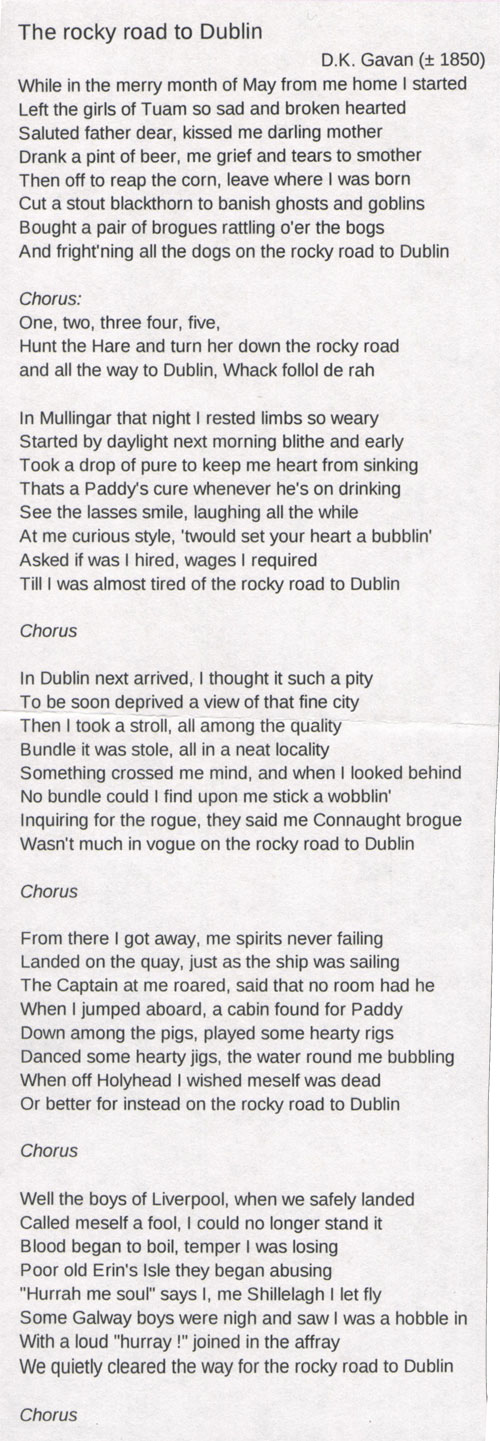 The rocky road to Dublin
D.K. Gavan (± 1850)
While in the merry month of May from me home I started
Left the girls of Tuam so sad and broken hearted
Saluted father dear, kissed me darling mother
Drank a pint of beer, me grief and tears to smother
Then off to reap the corn, leave where I was born
Cut a stout blackthorn to banish ghosts and goblins
Bought a pair of brogues rattling o'er the bogs
And fright'ning all the dogs on the rocky road to Dublin

Chorus:
One, two, three four, five,
Hunt the Hare and turn her down the rocky road
and all the way to Dublin, Whack follol de rah

In Mullingar that night I rested limbs so weary
Started by daylight next morning blithe and early
Took a drop of pure to keep me heart from sinking
Thats a Paddy's cure whenever he's on drinking
See the lasses smile, laughing all the while
At me curious style, 'twould set your heart a bubblin'
Asked if was I hired, wages I required
Till I was almost tired of the rocky road to Dublin

Chorus

In Dublin next arrived, I thought it such a pity
To be soon deprived a view of that fine city
Then I took a stroll, all among the quality
Bundle it was stole, all in a neat locality
Something crossed me mind, and when I looked behind
No bundle could I find upon me stick a wobblin'
Inquiring for the rogue, they said me Connaught brogue
Wasn't much in vogue on the rocky road to Dublin

Chorus

From there I got away, me spirits never failing
Landed on the quay, just as the ship was sailing
The Captain at me roared, said that no room had he
When I jumped aboard, a cabin found for Paddy
Down among the pigs, played some hearty rigs
Danced some hearty jigs, the water round me bubbling
When off Holyhead I wished meself was dead
Or better for instead on the rocky road to Dublin

Chorus

Well the boys of Liverpool, when we safely landed
Called meself a fool, I could no longer stand it
Blood began to boil, temper I was losing
Poor old Erin's Isle they began abusing
"Hurrah me soul" says I, me Shillelagh I let fly
Some Galway boys were nigh and saw I was a hobble in
With a loud "hurray !" joined in the affray
We quietly cleared the way for the rocky road to Dublin

Chorus